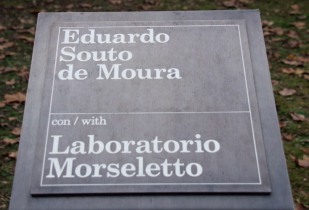 Eduardo
Souto
de Moura
con / with
Laboratorio
Morseletto